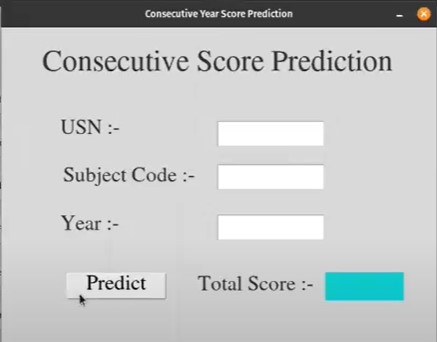 Consecutive Year Score Prediction
Consecutive Score Prediction
USN :-
Subject Code :-
Year :-
Predict Total Score :-